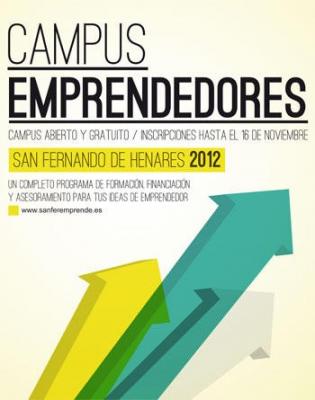 CAMPUS
EMPRENDEDORES
CAMPUS ABIERTO Y GRATUITO / INSCRIPCIONES HASTA EL 16 DE NOVIEMBRE
SAN FERNANDO DE HENARES 2012
UN COMPLETO PROGRAMA DE FORMACIÓN, FINANCIACIÓN
Y ASESORAMIENTO PARA TUS IDEAS DE EMPRENDEDOR
www.sanferemprende.es